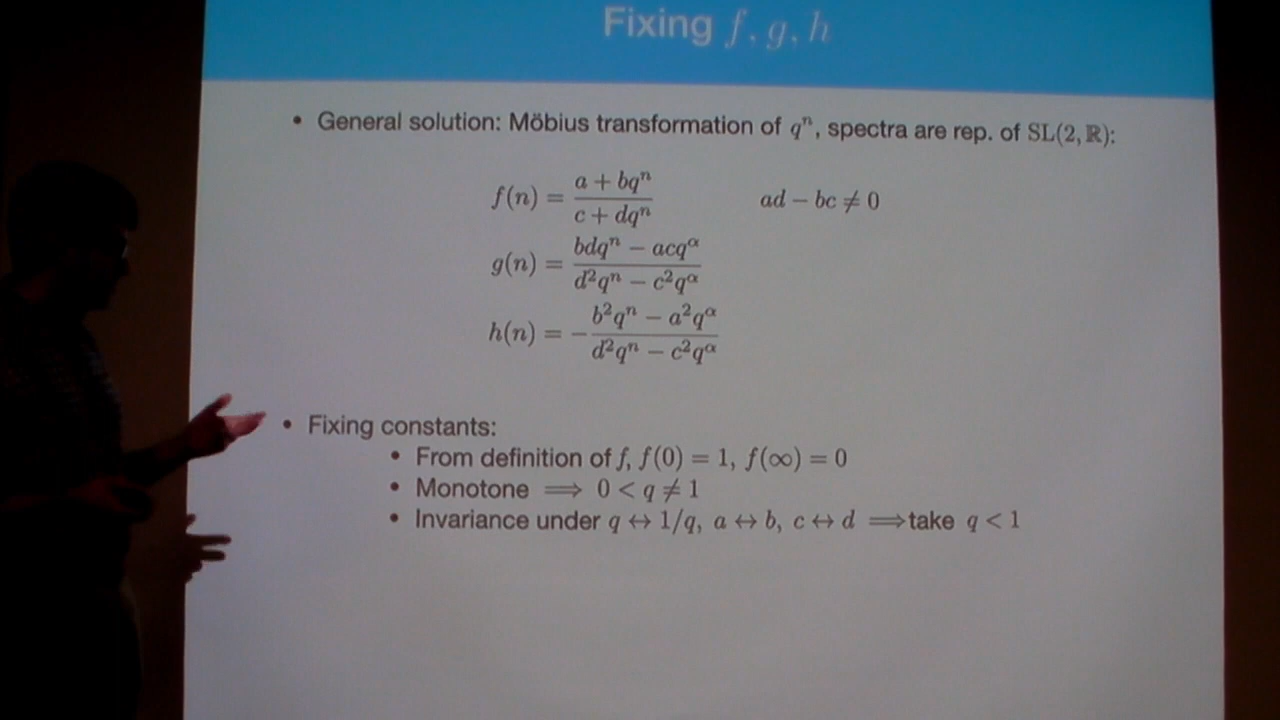 Fixing f, g, h
• General solution: Möbius transformation of qⁿ, spectra are rep. of SL(2, ℝ):
f(n) = (a + bqⁿ)/(c + dqⁿ)    ad − bc ≠ 0
g(n) = (bdqⁿ − acq^α)/(d²qⁿ − c²q^α)
h(n) = −(b²qⁿ − a²q^α)/(d²qⁿ − c²q^α)
• Fixing constants:
• From definition of f, f(0) = 1, f(∞) = 0
• Monotone ⟹ 0 < q ≠ 1
• Invariance under q ↔ 1/q, a ↔ b, c ↔ d ⟹take q < 1